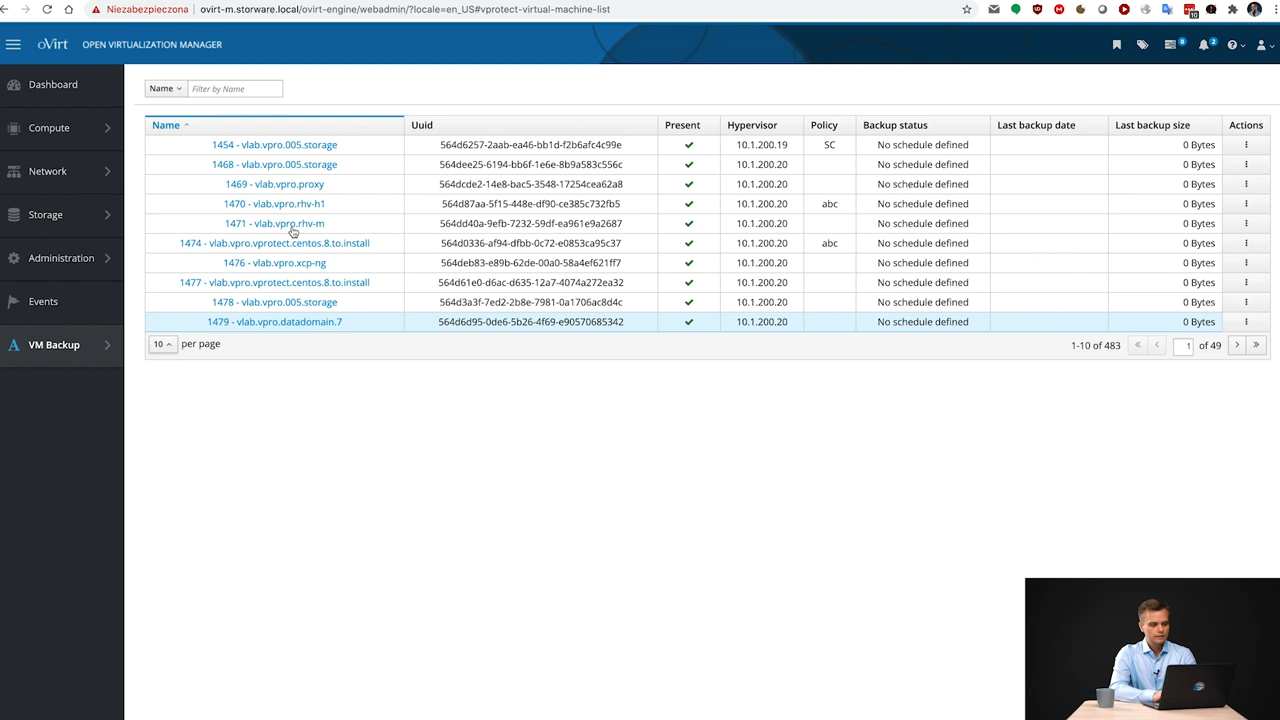 Niezabezpieczona
ovirt-m.storware.local/ovirt-engine/webadmin/?locale=en_US#vprotect-virtual-machine-list
10
oVirt OPEN VIRTUALIZATION MANAGER
0
2
Dashboard
Compute
Network
Storage
Administration
Events
VM Backup
Name
Filter by Name
Name Uuid Present Hypervisor Policy Backup status Last backup date Last backup size Actions
1454 - vlab.vpro.005.storage 564d6257-2aab-ea46-bb1d-f2b6afc4c99e 10.1.200.19 SC No schedule defined 0 Bytes
1468 - vlab.vpro.005.storage 564dee25-6194-bb6f-1e6e-8b9a583c556c 10.1.200.20 No schedule defined 0 Bytes
1469 - vlab.vpro.proxy 564dcde2-14e8-bac5-3548-17254cea62a8 10.1.200.20 No schedule defined 0 Bytes
1470 - vlab.vpro.rhv-h1 564d87aa-5f15-448e-df90-ce385c732fb5 10.1.200.20 abc No schedule defined 0 Bytes
1471 - vlab.vpro.rhv-m 564dd40a-9efb-7232-59df-ea961e9a2687 10.1.200.20 No schedule defined 0 Bytes
1474 - vlab.vpro.vprotect.centos.8.to.install 564d0336-af94-dfbb-0c72-e0853ca95c37 10.1.200.20 abc No schedule defined 0 Bytes
1476 - vlab.vpro.xcp-ng 564deb83-e89b-62de-00a0-58a4ef621ff7 10.1.200.20 No schedule defined 0 Bytes
1477 - vlab.vpro.vprotect.centos.8.to.install 564d61e0-d6ac-d635-12a7-4074a272ea32 10.1.200.20 No schedule defined 0 Bytes
1478 - vlab.vpro.005.storage 564d3a3f-7ed2-2b8e-7981-0a1706ac8d4c 10.1.200.20 No schedule defined 0 Bytes
1479 - vlab.vpro.datadomain.7 564d6d95-0de6-5b26-4f69-e90570685342 10.1.200.20 No schedule defined 0 Bytes
10 per page 1-10 of 483 1 of 49